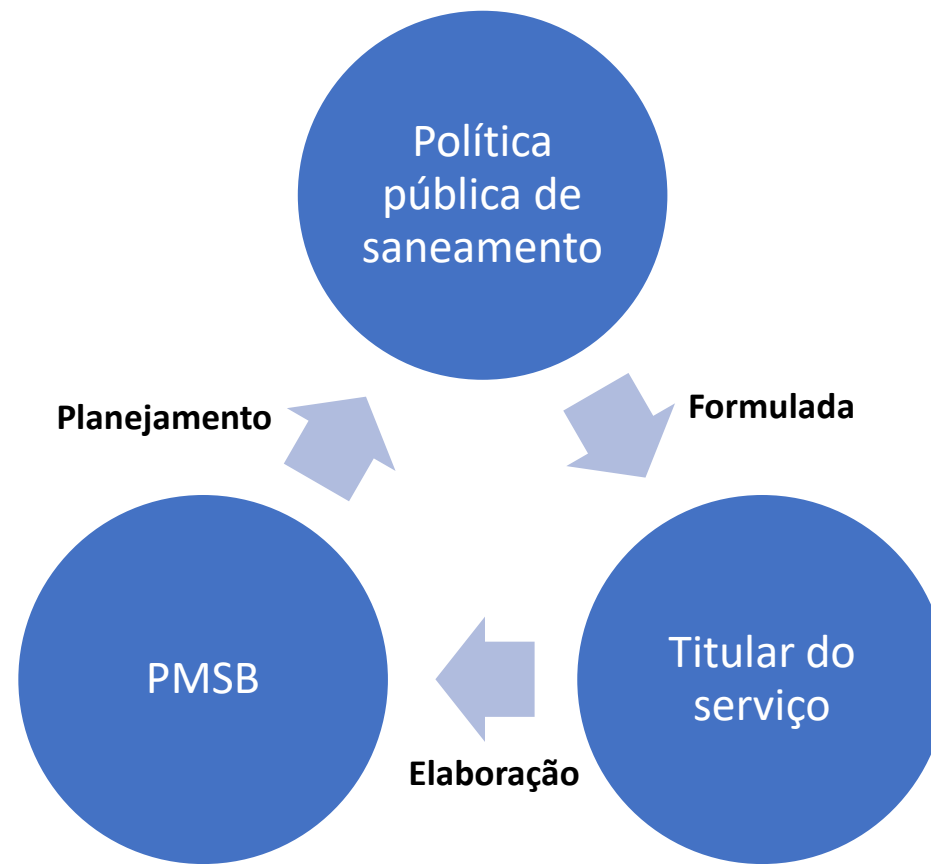 Política
pública de
saneamento
Planejamento
Formulada
PMSB
Titular do
serviço
Elaboração